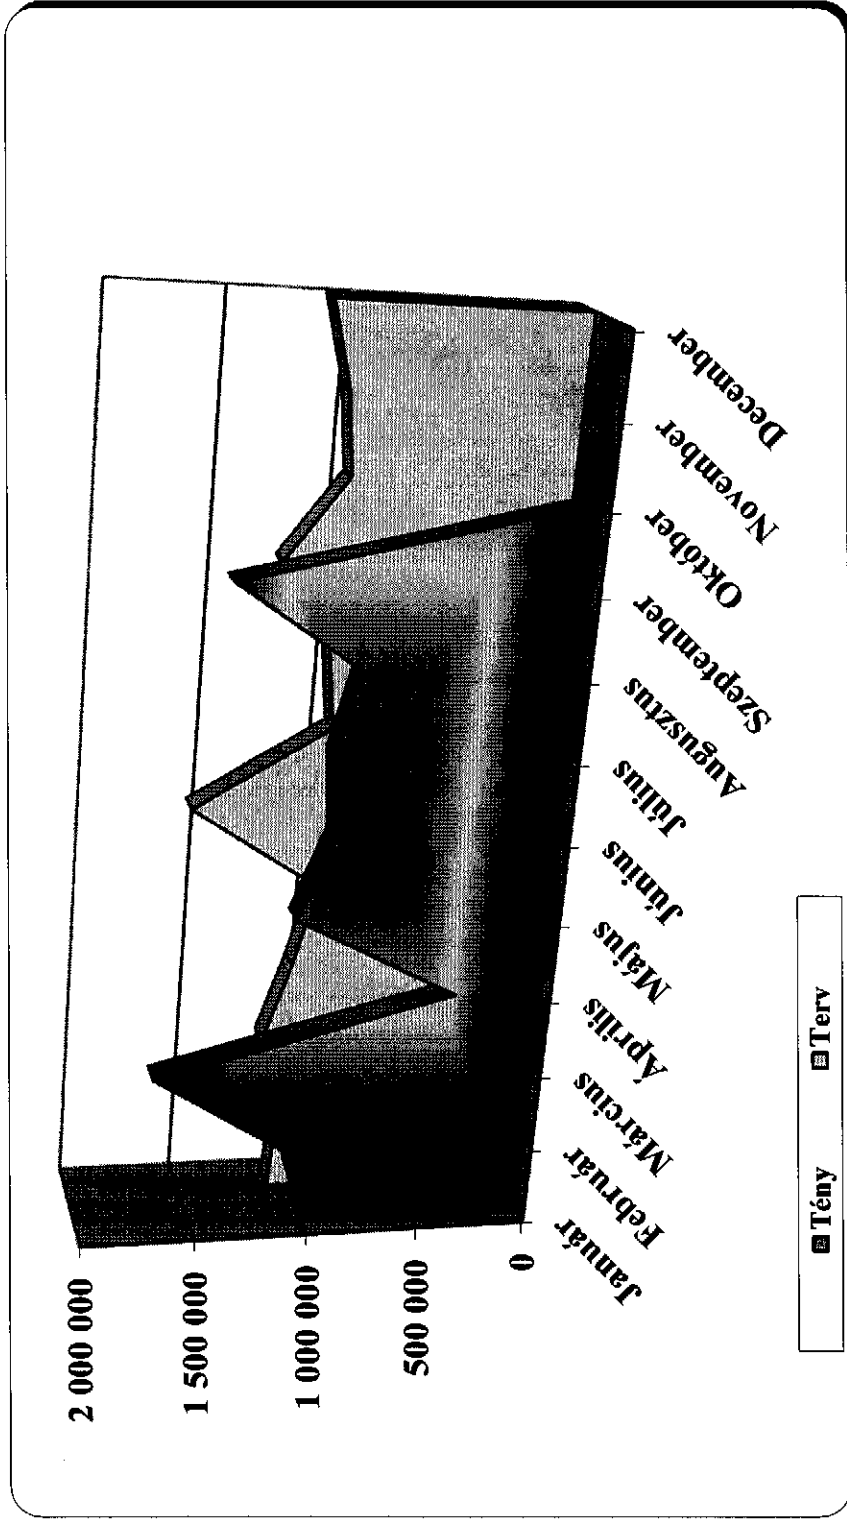 2 000 000
1 500 000
1 000 000
500 000
0
Január
Február
Március
Április
Május
Június
Július
Augusztus
Szeptember
Október
November
December
Tény
Terv